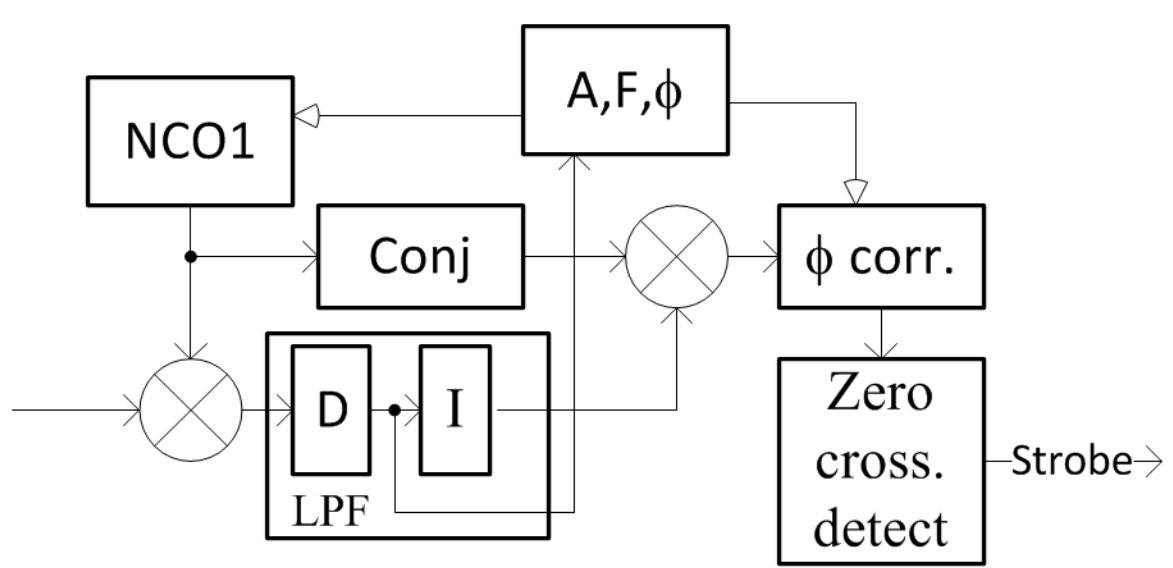 A,F,ϕ
NCO1
Conj
ϕ corr.
D
I
LPF
Zero
cross.
detect
Strobe